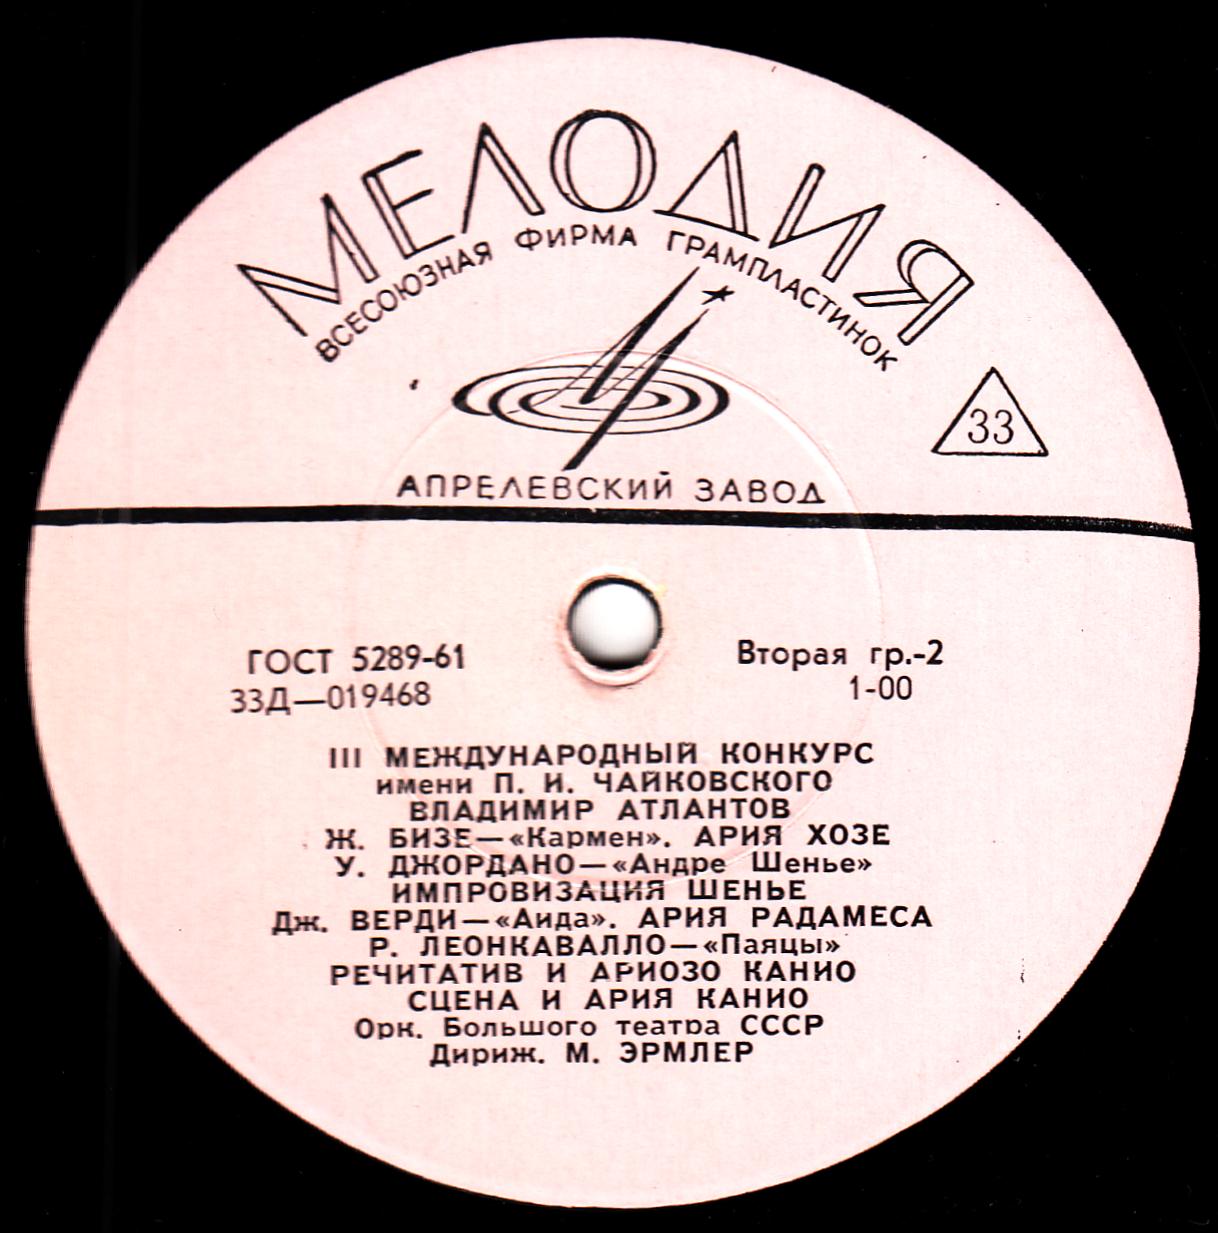 МЕЛОДИЯ
ВСЕСОЮЗНАЯ ФИРМА ГРАМПЛАСТИНОК
33
АПРЕЛЕВСКИЙ ЗАВОД
ГОСТ 5289-61
Вторая гр.-2
33Д—019468
1-00
III МЕЖДУНАРОДНЫЙ КОНКУРС
имени П. И. ЧАЙКОВСКОГО
ВЛАДИМИР АТЛАНТОВ
Ж. БИЗЕ—«Кармен». АРИЯ ХОЗЕ
У. ДЖОРДАНО—«Андре Шенье»
ИМПРОВИЗАЦИЯ ШЕНЬЕ
Дж. ВЕРДИ—«Аида». АРИЯ РАДАМЕСА
Р. ЛЕОНКАВАЛЛО—«Паяцы»
РЕЧИТАТИВ И АРИОЗО КАНИО
СЦЕНА И АРИЯ КАНИО
Орк. Большого театра СССР
Дириж. М. ЭРМЛЕР